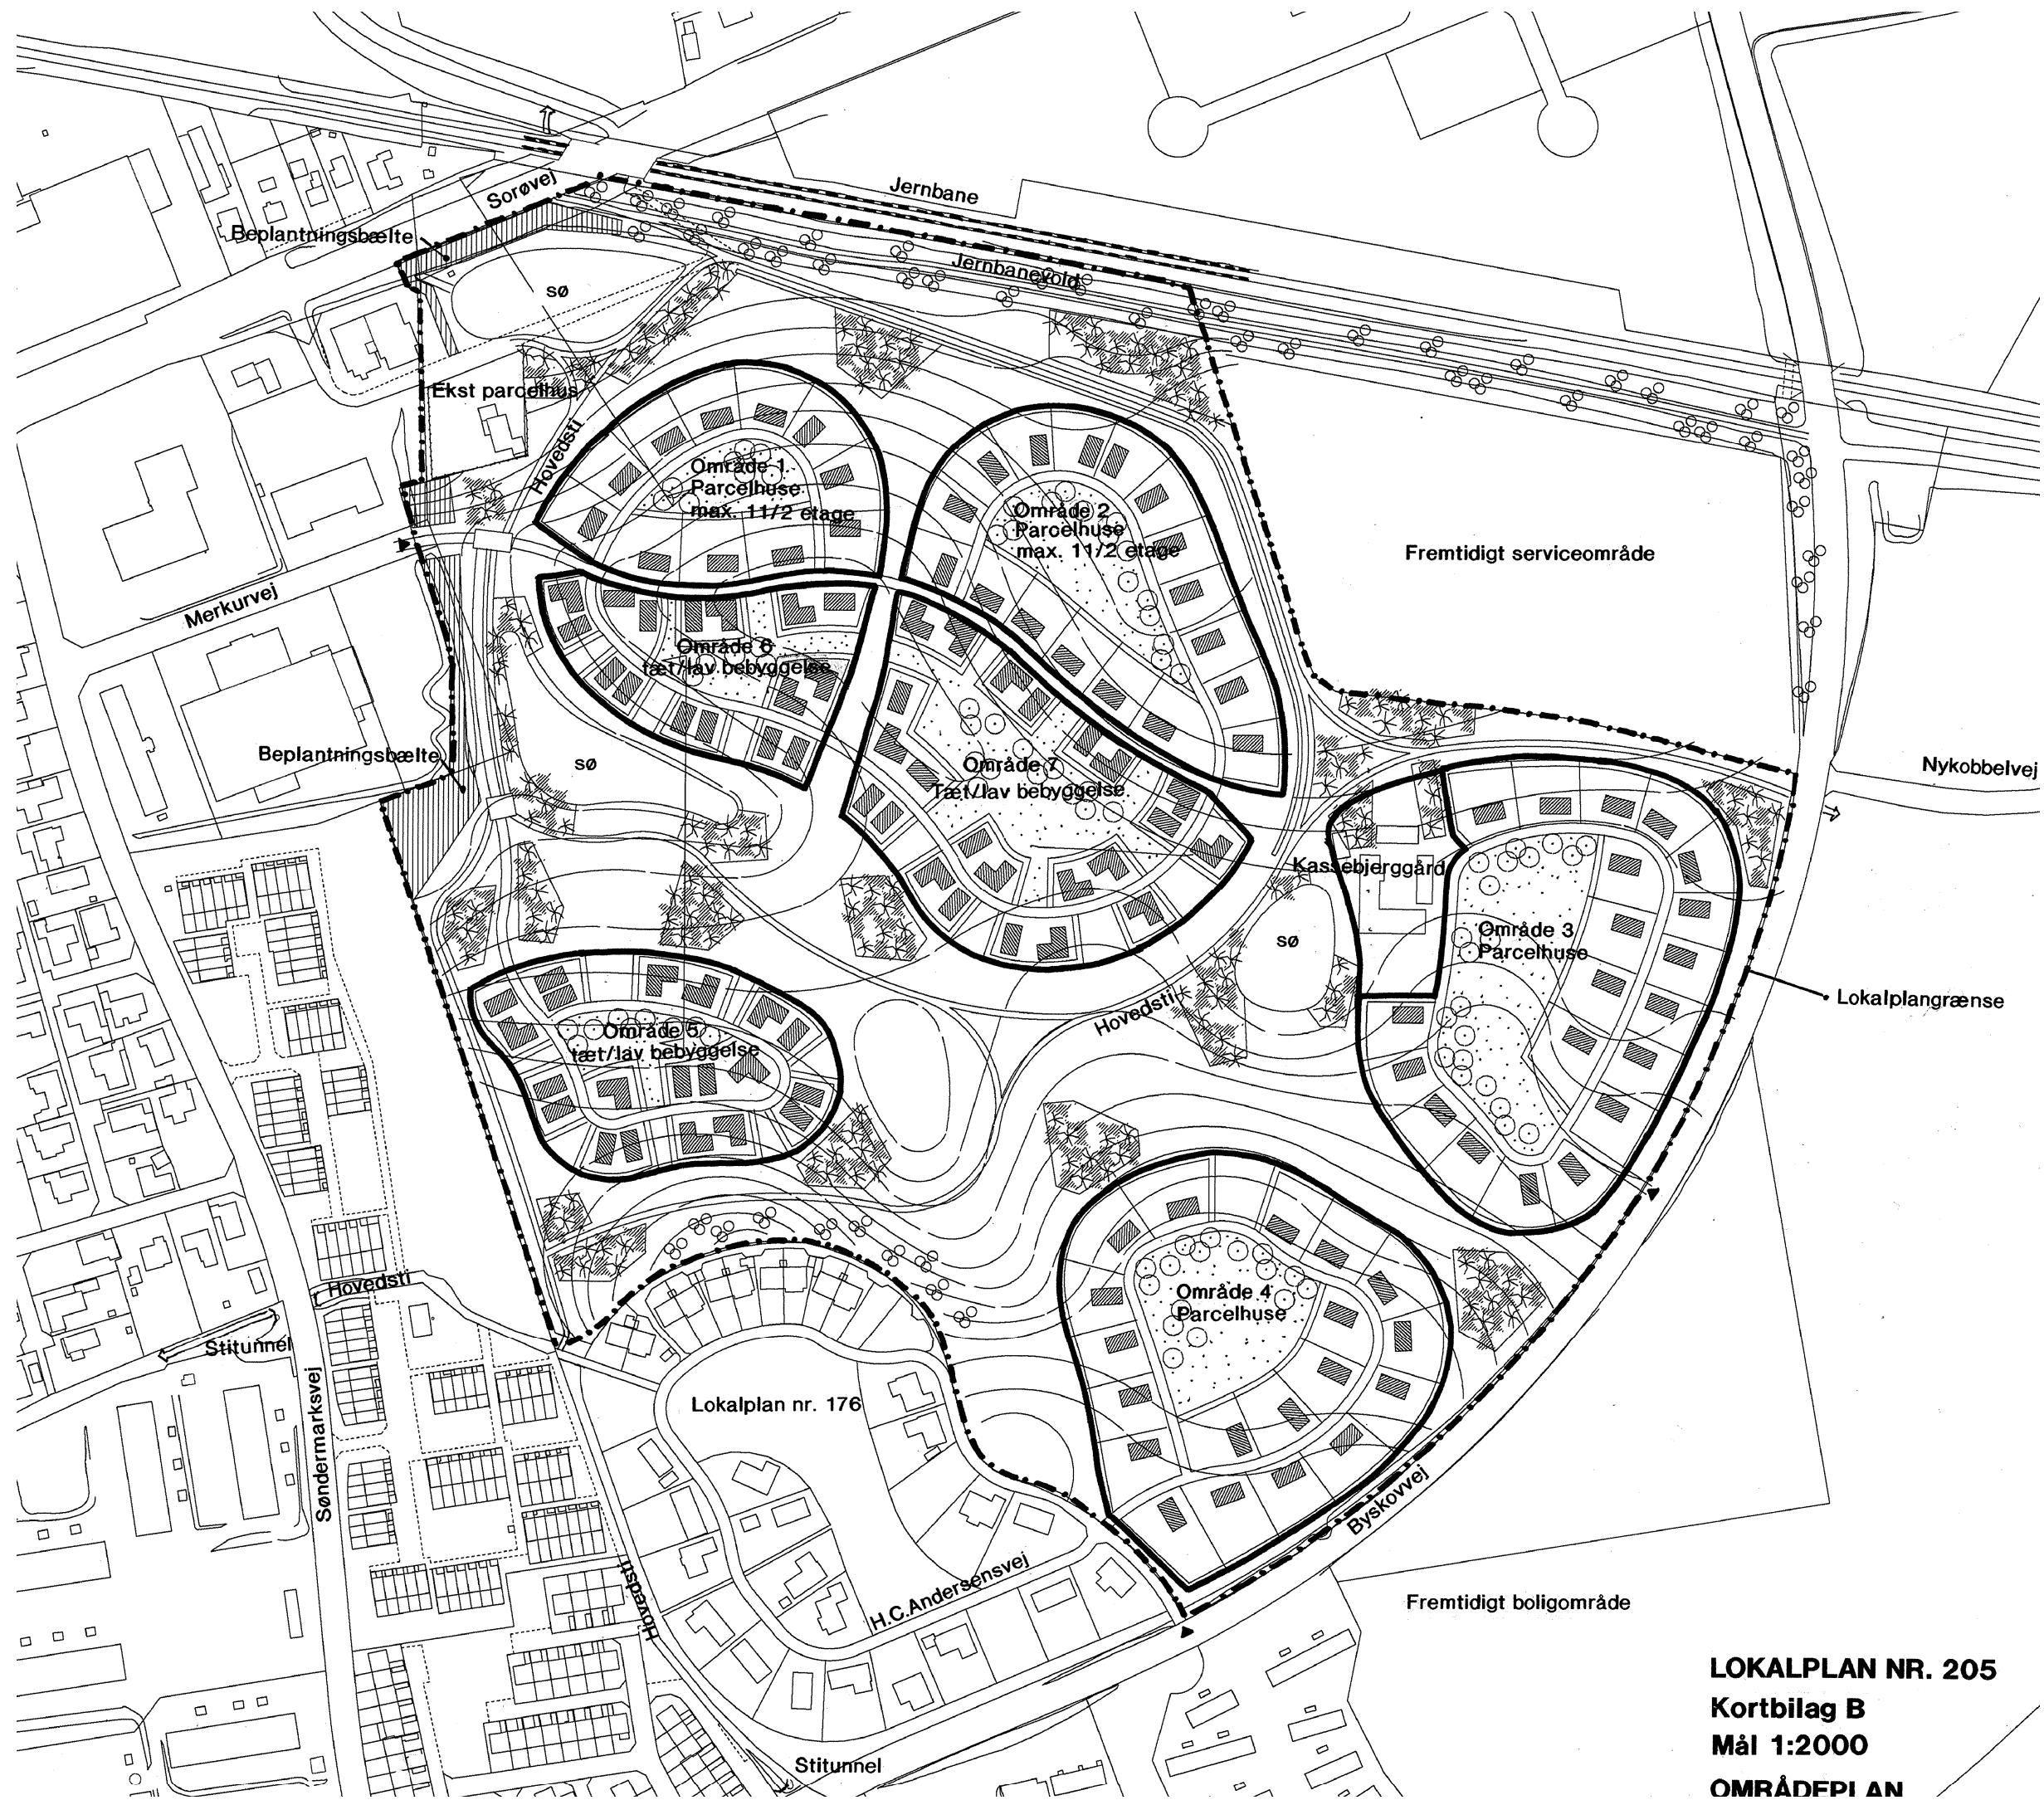 Jernbane
Sorøvej
Beplantningsbælte
Jernbanevold
sø
Ekst parcelhus
Hovedsti
Område 1
Parcelhuse
max. 11/2 etage
Område 2
Parcelhuse
max. 11/2 etage
Fremtidigt serviceområde
Merkurvej
Område 6
tæt/lav bebyggelse
Beplantningsbælte
sø
Område 7
Tæt/lav bebyggelse
Nykobbelvej
Kassebjerggård
sø
Område 3
Parcelhuse
Lokalplangrænse
Hovedsti
Område 5
tæt/lav bebyggelse
Hovedsti
Område 4
Parcelhuse
Stitunnel
Søndermarksvej
Lokalplan nr. 176
Byskovvej
Hovedsti
H.C.Andersensvej
Fremtidigt boligområde
Stitunnel
LOKALPLAN NR. 205
Kortbilag B
Mål 1:2000
OMRÅDEPLAN